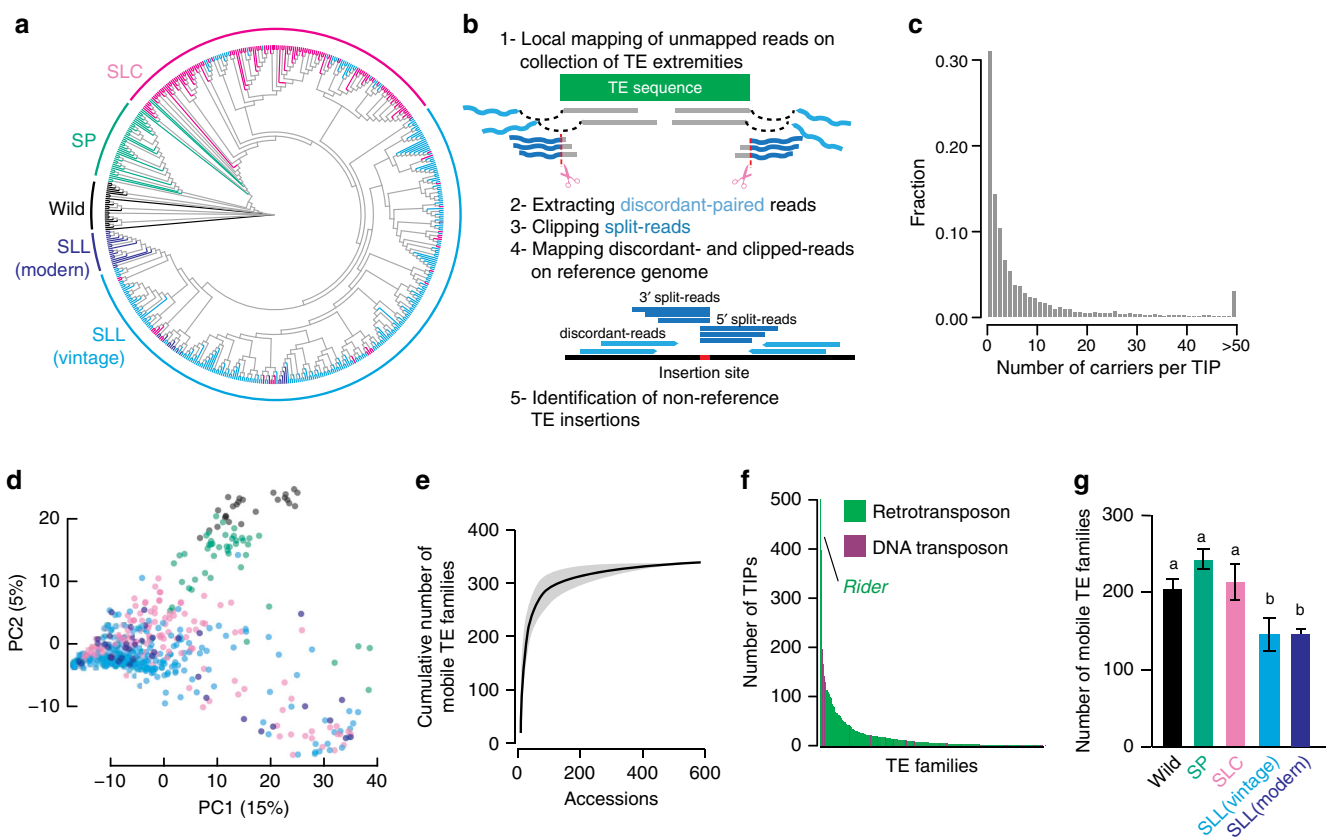 a
SLC
SP
Wild
SLL
(modern)
SLL
(vintage)
b
1- Local mapping of unmapped reads on
collection of TE extremities
TE sequence
2- Extracting discordant-paired reads
3- Clipping split-reads
4- Mapping discordant- and clipped-reads
on reference genome
3′ split-reads
5′ split-reads
discordant-reads
Insertion site
5- Identification of non-reference
TE insertions
c
Fraction
0.30
0.20
0.10
0.00
0 10 20 30 40 >50
Number of carriers per TIP
d
PC2 (5%)
20
10
0
−10
−10 0 10 20 30 40
PC1 (15%)
e
Cumulative number of
mobile TE families
400
300
200
100
0
0 200 400 600
Accessions
f
Number of TIPs
500
400
300
200
100
0
Retrotransposon
DNA transposon
Rider
TE families
g
Number of mobile TE families
300
200
100
0
a a a b b
Wild
SP
SLC
SLL(vintage)
SLL(modern)